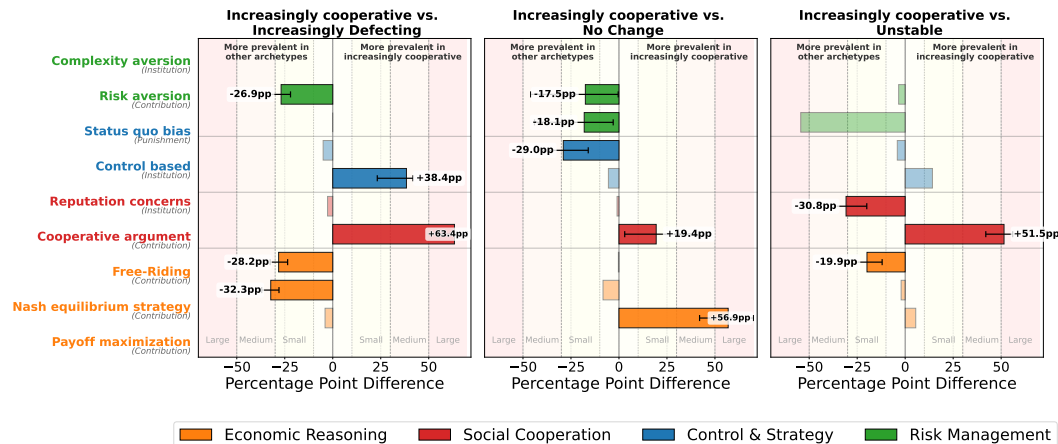 Increasingly cooperative vs.
Increasingly Defecting
Increasingly cooperative vs.
No Change
Increasingly cooperative vs.
Unstable
More prevalent in
other archetypes
More prevalent in
increasingly cooperative
More prevalent in
other archetypes
More prevalent in
increasingly cooperative
More prevalent in
other archetypes
More prevalent in
increasingly cooperative
Complexity aversion
(Institution)
Risk aversion
(Contribution)
Status quo bias
(Punishment)
Control based
(Institution)
Reputation concerns
(Institution)
Cooperative argument
(Contribution)
Free-Riding
(Contribution)
Nash equilibrium strategy
(Contribution)
Payoff maximization
(Contribution)
-26.9pp
+38.4pp
+63.4pp
-28.2pp
-32.3pp
-17.5pp
-18.1pp
-29.0pp
+19.4pp
+56.9pp
-30.8pp
+51.5pp
-19.9pp
Large Medium Small Small Medium Large
Large Medium Small Small Medium Large
Large Medium Small Small Medium Large
−50 −25 0 25 50
−50 −25 0 25 50
−50 −25 0 25 50
Percentage Point Difference
Percentage Point Difference
Percentage Point Difference
Economic Reasoning Social Cooperation Control & Strategy Risk Management